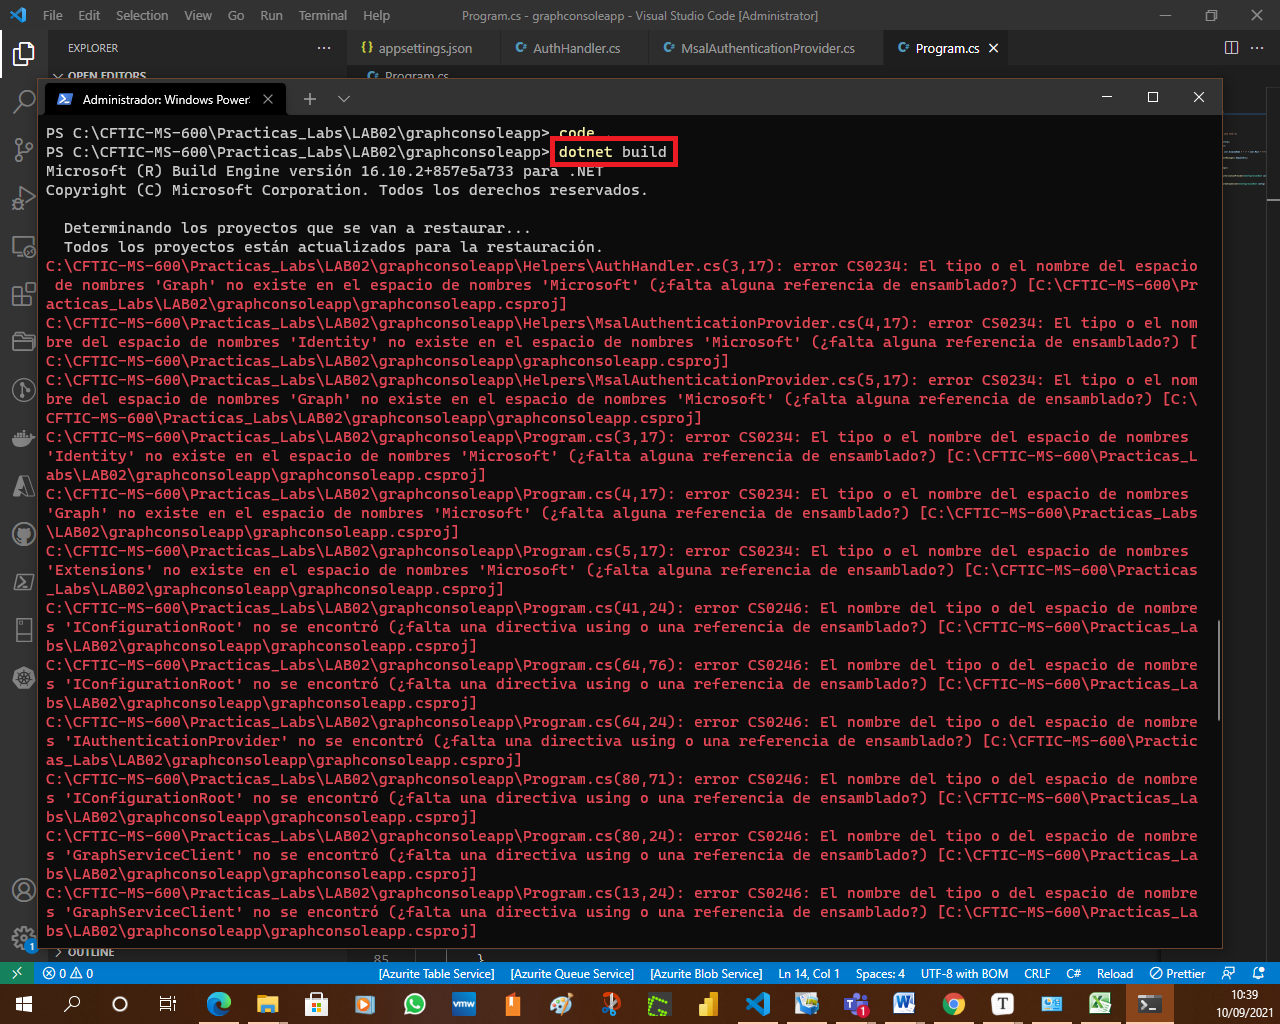 File Edit Selection View Go Run Terminal Help Program.cs - graphconsoleapp - Visual Studio Code [Administrator]
EXPLORER ··· {} appsettings.json AuthHandler.cs MsalAuthenticationProvider.cs Program.cs
OPEN EDITORS Program.cs
Administrador: Windows Power
PS C:\CFTIC-MS-600\Practicas_Labs\LAB02\graphconsoleapp> code
PS C:\CFTIC-MS-600\Practicas_Labs\LAB02\graphconsoleapp> dotnet build
Microsoft (R) Build Engine versión 16.10.2+857e5a733 para .NET
Copyright (C) Microsoft Corporation. Todos los derechos reservados.
Determinando los proyectos que se van a restaurar...
Todos los proyectos están actualizados para la restauración.
C:\CFTIC-MS-600\Practicas_Labs\LAB02\graphconsoleapp\Helpers\AuthHandler.cs(3,17): error CS0234: El tipo o el nombre del espacio
de nombres 'Graph' no existe en el espacio de nombres 'Microsoft' (¿falta alguna referencia de ensamblado?) [C:\CFTIC-MS-600\Pr
acticas_Labs\LAB02\graphconsoleapp\graphconsoleapp.csproj]
C:\CFTIC-MS-600\Practicas_Labs\LAB02\graphconsoleapp\Helpers\MsalAuthenticationProvider.cs(4,17): error CS0234: El tipo o el nom
bre del espacio de nombres 'Identity' no existe en el espacio de nombres 'Microsoft' (¿falta alguna referencia de ensamblado?) [
C:\CFTIC-MS-600\Practicas_Labs\LAB02\graphconsoleapp\graphconsoleapp.csproj]
C:\CFTIC-MS-600\Practicas_Labs\LAB02\graphconsoleapp\Helpers\MsalAuthenticationProvider.cs(5,17): error CS0234: El tipo o el nom
bre del espacio de nombres 'Graph' no existe en el espacio de nombres 'Microsoft' (¿falta alguna referencia de ensamblado?) [C:\
CFTIC-MS-600\Practicas_Labs\LAB02\graphconsoleapp\graphconsoleapp.csproj]
C:\CFTIC-MS-600\Practicas_Labs\LAB02\graphconsoleapp\Program.cs(3,17): error CS0234: El tipo o el nombre del espacio de nombres
'Identity' no existe en el espacio de nombres 'Microsoft' (¿falta alguna referencia de ensamblado?) [C:\CFTIC-MS-600\Practicas_L
abs\LAB02\graphconsoleapp\graphconsoleapp.csproj]
C:\CFTIC-MS-600\Practicas_Labs\LAB02\graphconsoleapp\Program.cs(4,17): error CS0234: El tipo o el nombre del espacio de nombres
'Graph' no existe en el espacio de nombres 'Microsoft' (¿falta alguna referencia de ensamblado?) [C:\CFTIC-MS-600\Practicas_Labs
\LAB02\graphconsoleapp\graphconsoleapp.csproj]
C:\CFTIC-MS-600\Practicas_Labs\LAB02\graphconsoleapp\Program.cs(5,17): error CS0234: El tipo o el nombre del espacio de nombres
'Extensions' no existe en el espacio de nombres 'Microsoft' (¿falta alguna referencia de ensamblado?) [C:\CFTIC-MS-600\Practicas
_Labs\LAB02\graphconsoleapp\graphconsoleapp.csproj]
C:\CFTIC-MS-600\Practicas_Labs\LAB02\graphconsoleapp\Program.cs(41,24): error CS0246: El nombre del tipo o del espacio de nombre
s 'IConfigurationRoot' no se encontró (¿falta una directiva using o una referencia de ensamblado?) [C:\CFTIC-MS-600\Practicas_La
bs\LAB02\graphconsoleapp\graphconsoleapp.csproj]
C:\CFTIC-MS-600\Practicas_Labs\LAB02\graphconsoleapp\Program.cs(64,76): error CS0246: El nombre del tipo o del espacio de nombre
s 'IConfigurationRoot' no se encontró (¿falta una directiva using o una referencia de ensamblado?) [C:\CFTIC-MS-600\Practicas_La
bs\LAB02\graphconsoleapp\graphconsoleapp.csproj]
C:\CFTIC-MS-600\Practicas_Labs\LAB02\graphconsoleapp\Program.cs(64,24): error CS0246: El nombre del tipo o del espacio de nombre
s 'IAuthenticationProvider' no se encontró (¿falta una directiva using o una referencia de ensamblado?) [C:\CFTIC-MS-600\Practic
as_Labs\LAB02\graphconsoleapp\graphconsoleapp.csproj]
C:\CFTIC-MS-600\Practicas_Labs\LAB02\graphconsoleapp\Program.cs(80,71): error CS0246: El nombre del tipo o del espacio de nombre
s 'IConfigurationRoot' no se encontró (¿falta una directiva using o una referencia de ensamblado?) [C:\CFTIC-MS-600\Practicas_La
bs\LAB02\graphconsoleapp\graphconsoleapp.csproj]
C:\CFTIC-MS-600\Practicas_Labs\LAB02\graphconsoleapp\Program.cs(80,24): error CS0246: El nombre del tipo o del espacio de nombre
s 'GraphServiceClient' no se encontró (¿falta una directiva using o una referencia de ensamblado?) [C:\CFTIC-MS-600\Practicas_La
bs\LAB02\graphconsoleapp\graphconsoleapp.csproj]
C:\CFTIC-MS-600\Practicas_Labs\LAB02\graphconsoleapp\Program.cs(13,24): error CS0246: El nombre del tipo o del espacio de nombre
s 'GraphServiceClient' no se encontró (¿falta una directiva using o una referencia de ensamblado?) [C:\CFTIC-MS-600\Practicas_La
bs\LAB02\graphconsoleapp\graphconsoleapp.csproj]
1 OUTLINE 85 }
0 0 [Azurite Table Service] [Azurite Queue Service] [Azurite Blob Service] Ln 14, Col 1 Spaces: 4 UTF-8 with BOM CRLF C# Reload Prettier
vmw 1 W T
10:39
10/09/2021